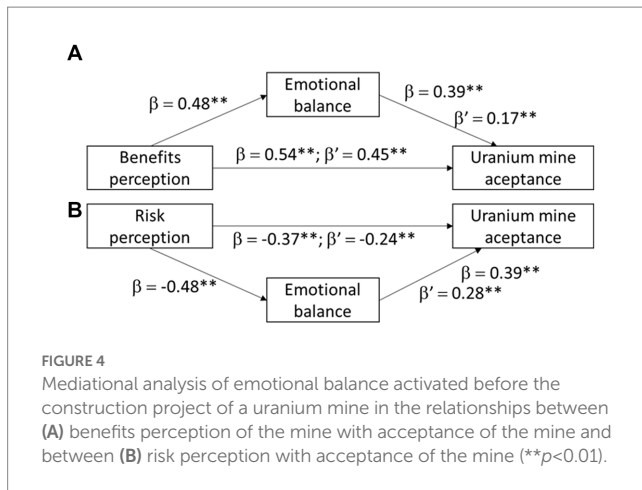 A
Emotional
balance
β = 0.48**
β = 0.39**
β′ = 0.17**
Benefits
perception
β = 0.54**; β′ = 0.45**
Uranium mine
aceptance
B
Risk
perception
β = -0.37**; β′ = -0.24**
Uranium mine
aceptance
β = -0.48**
Emotional
balance
β = 0.39**
β′ = 0.28**
FIGURE 4
Mediational analysis of emotional balance activated before the
construction project of a uranium mine in the relationships between
(A) benefits perception of the mine with acceptance of the mine and
between (B) risk perception with acceptance of the mine (**p<0.01).